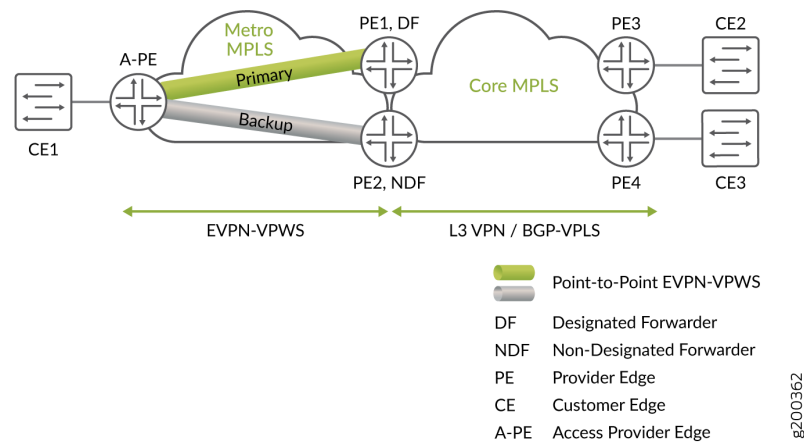 Metro
MPLS
PE1, DF
PE3
A-PE
Primary
Core MPLS
CE2
Backup
CE1
PE2, NDF
PE4
CE3
EVPN-VPWS
L3 VPN / BGP-VPLS
Point-to-Point EVPN-VPWS
DF Designated Forwarder
NDF Non-Designated Forwarder
PE Provider Edge
CE Customer Edge
A-PE Access Provider Edge
g200362